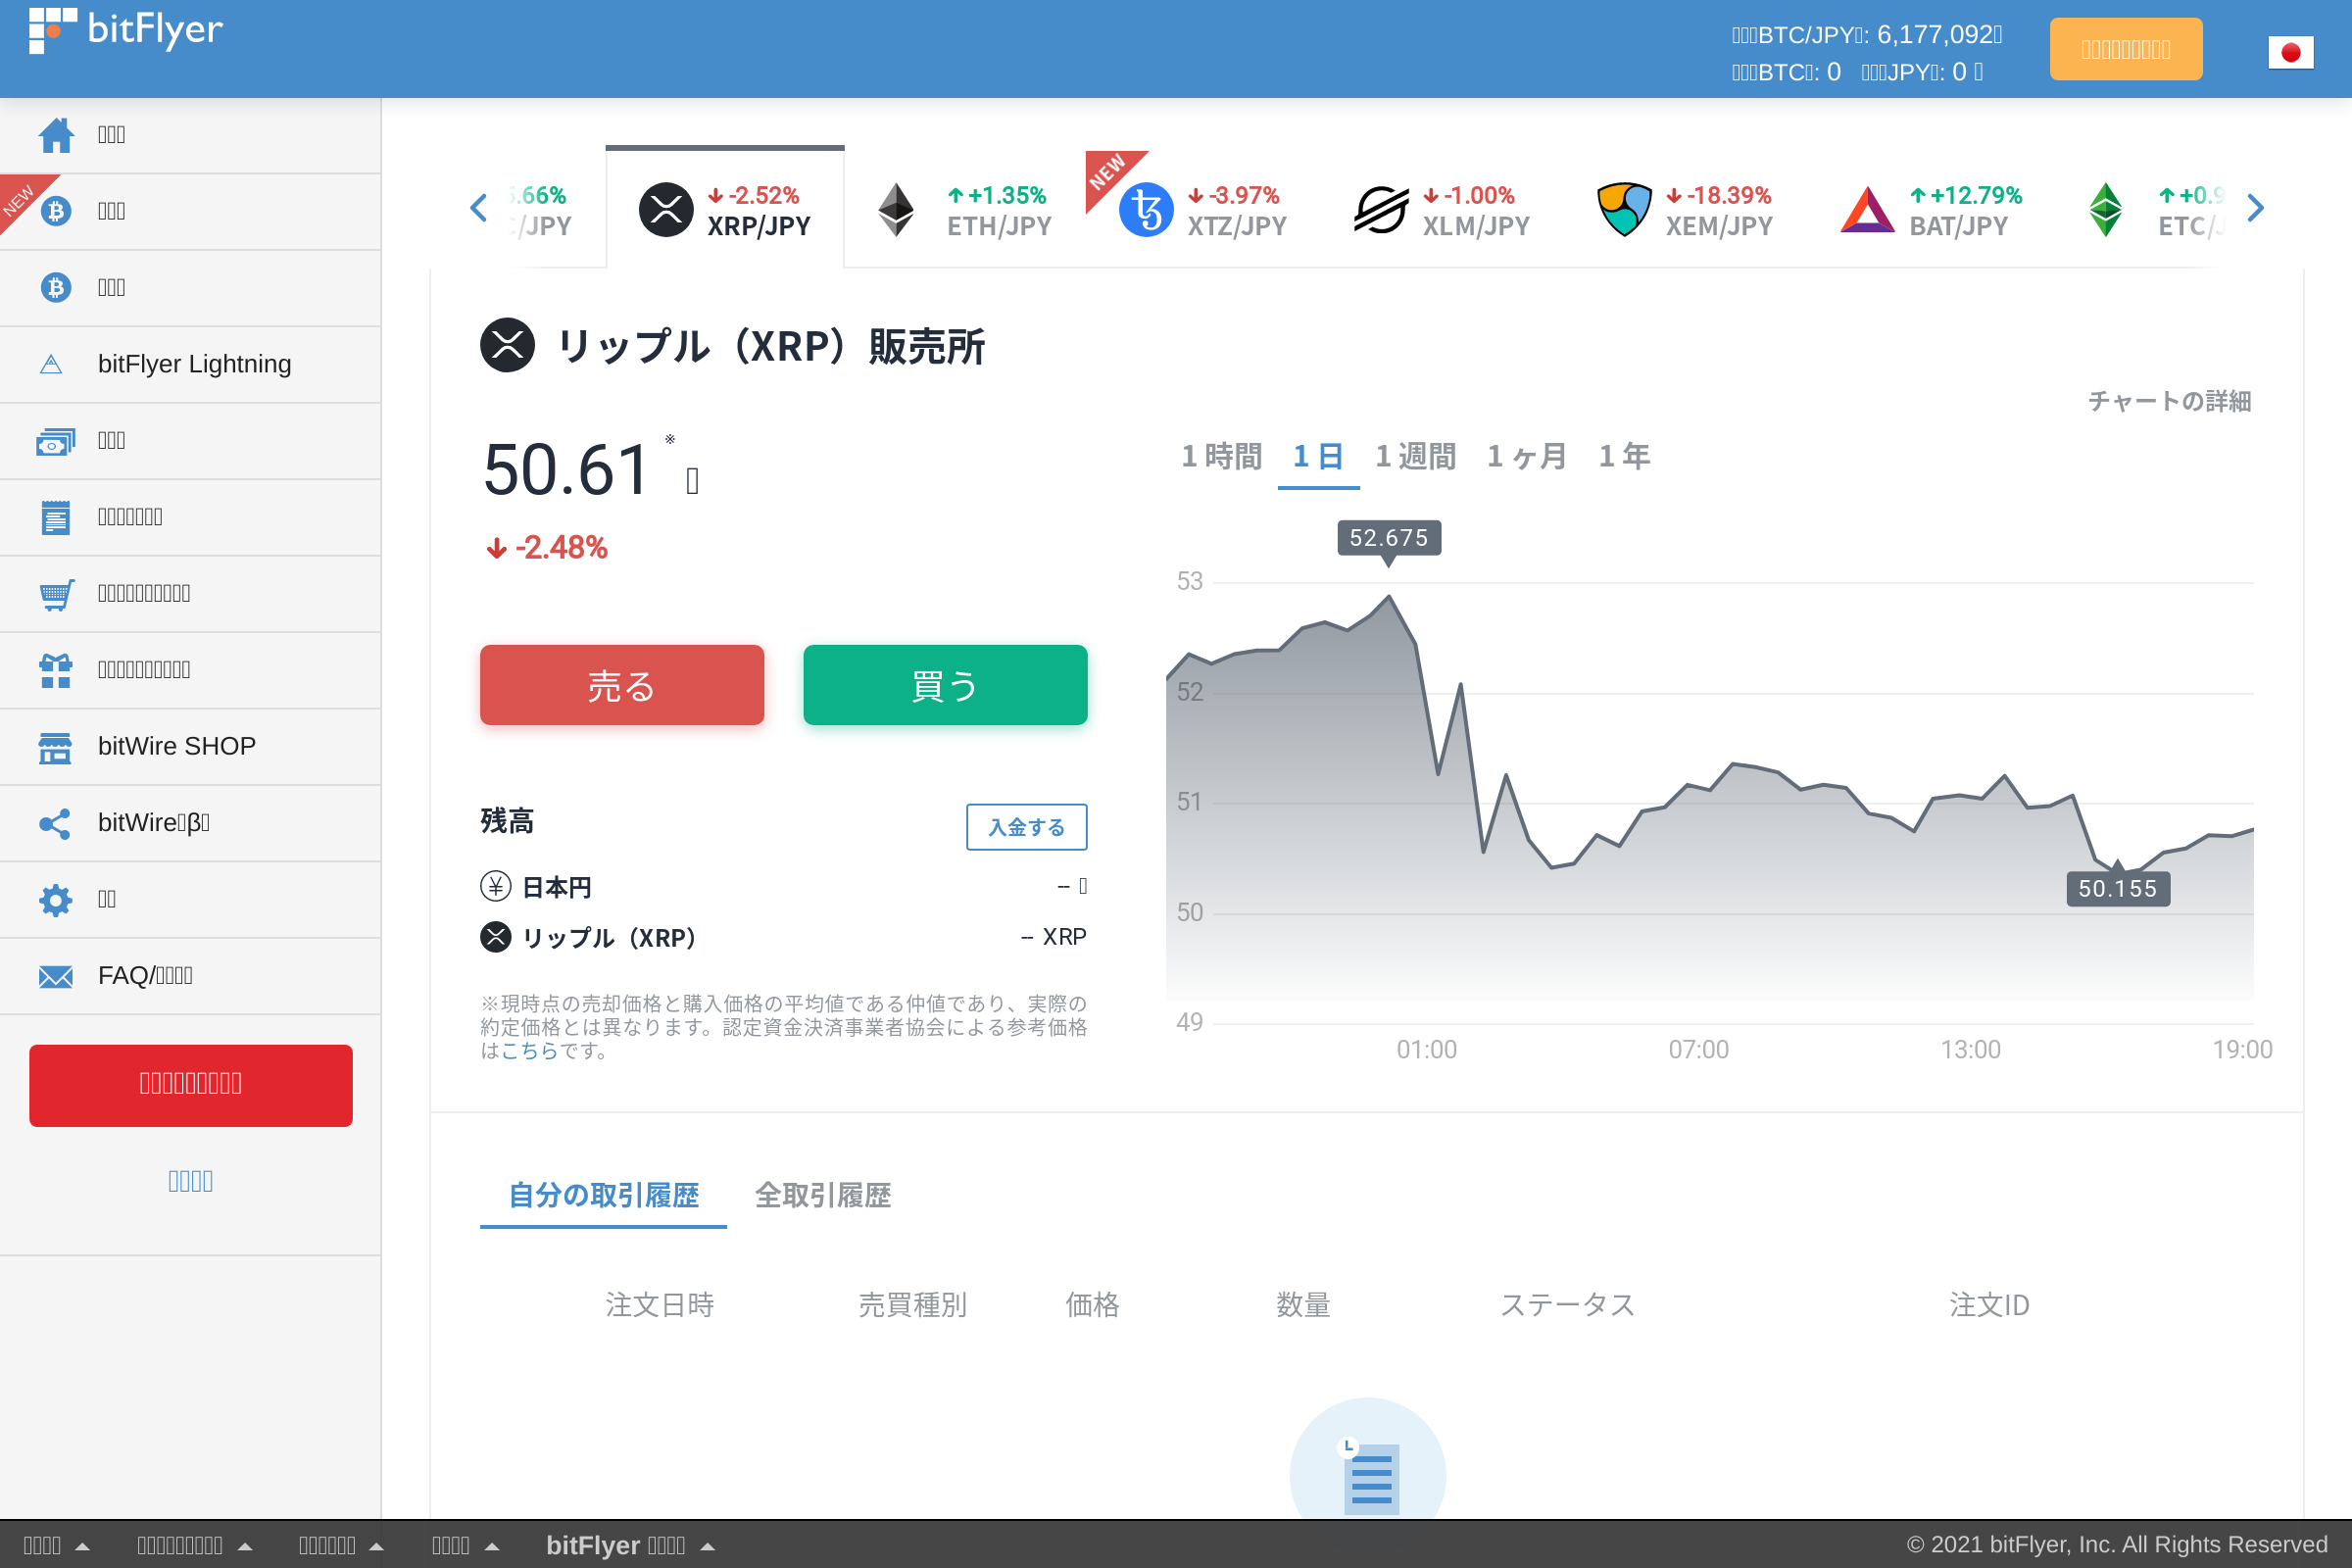 bitFlyer
BTC/JPY: 6,177,092
BTC: 0 JPY: 0
NEW
bitFlyer Lightning
bitWire SHOP
bitWire β
FAQ/
5.66%
C/JPY
-2.52%
XRP/JPY
+1.35%
ETH/JPY
NEW
-3.97%
XTZ/JPY
-1.00%
XLM/JPY
-18.39%
XEM/JPY
+12.79%
BAT/JPY
+0.9
ETC/J
リップル（XRP）販売所
チャートの詳細
50.61 ※
-2.48%
1 時間 1 日 1 週間 1 ヶ月 1 年
売る 買う
残高 入金する
日本円 --
リップル（XRP） -- XRP
※現時点の売却価格と購入価格の平均値である仲値であり、実際の
約定価格とは異なります。認定資金決済事業者協会による参考価格
はこちらです。
52.675
53
52
51
50.155
50
49
01:00 07:00 13:00 19:00
自分の取引履歴 全取引履歴
注文日時 売買種別 価格 数量 ステータス 注文ID
bitFlyer
© 2021 bitFlyer, Inc. All Rights Reserved